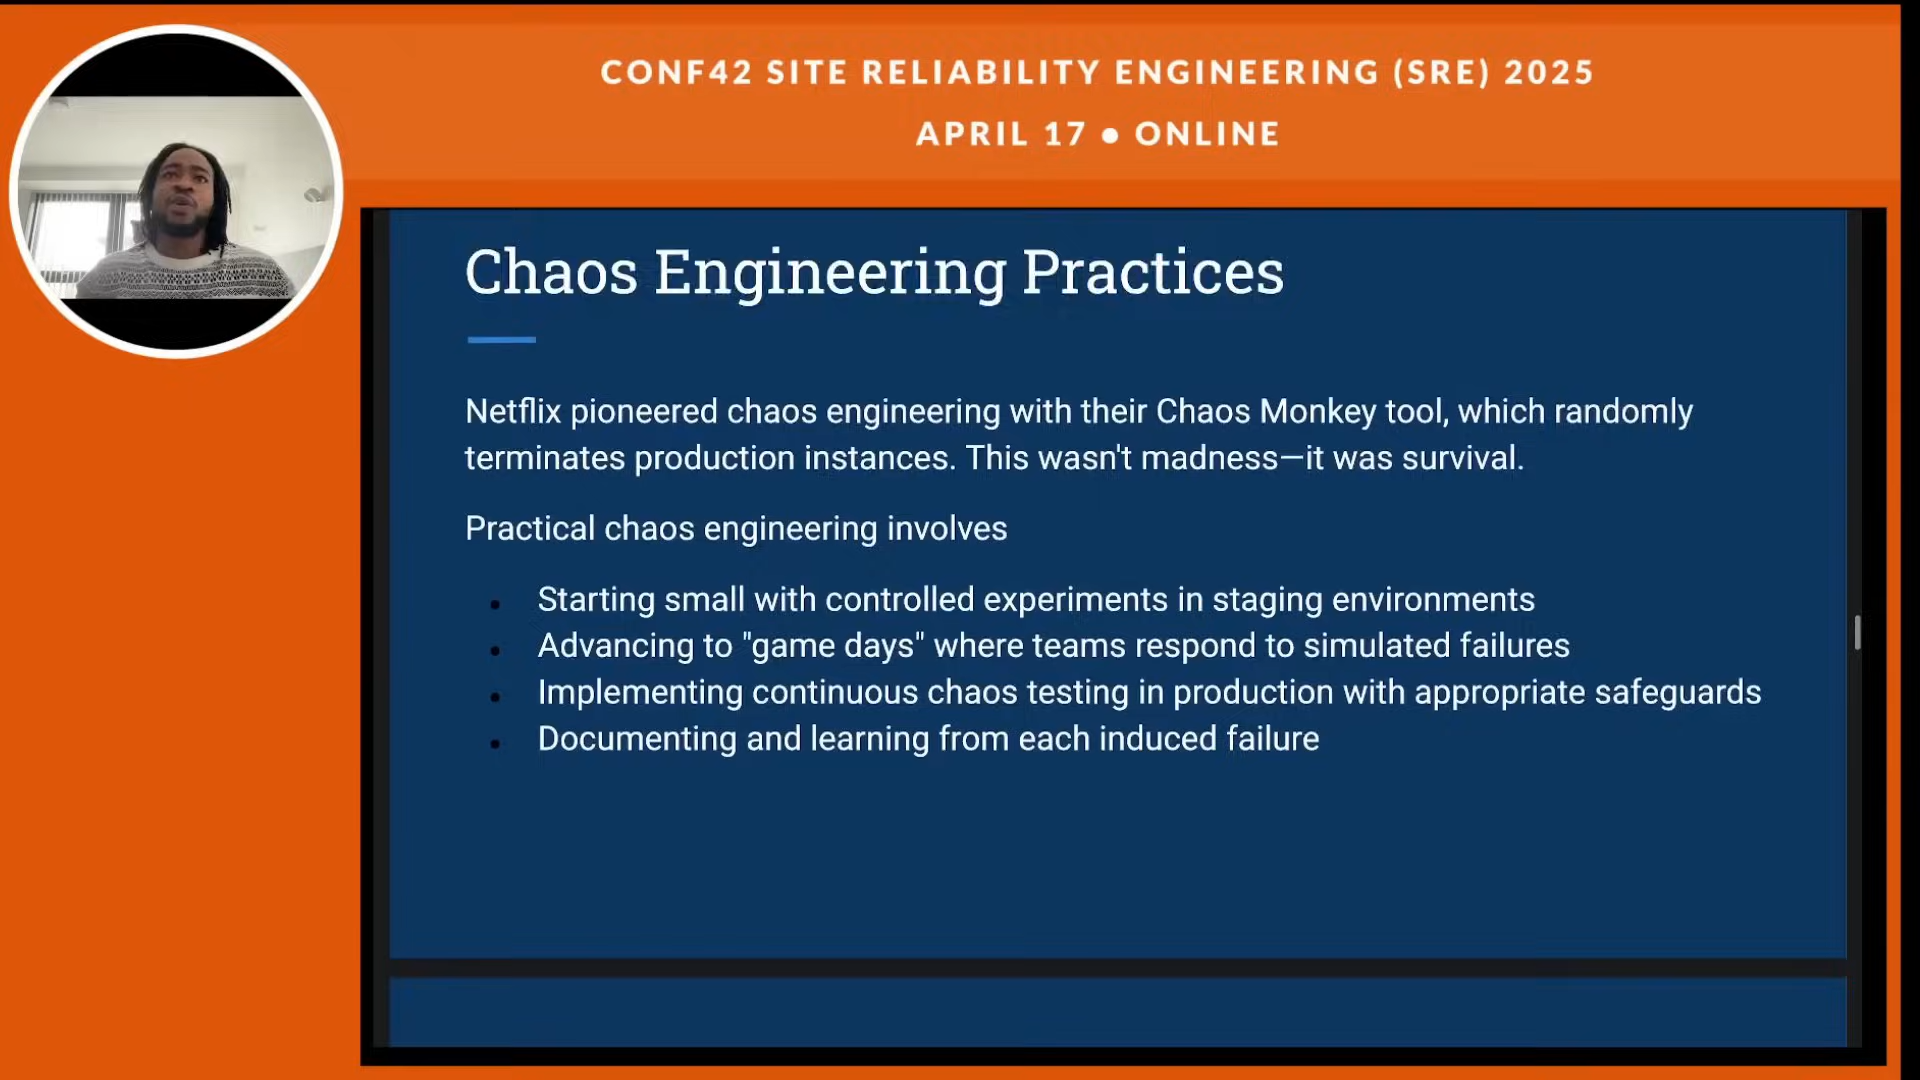 CONF42 SITE RELIABILITY ENGINEERING (SRE) 2025
APRIL 17 ● ONLINE
Chaos Engineering Practices
Netflix pioneered chaos engineering with their Chaos Monkey tool, which randomly
terminates production instances. This wasn't madness—it was survival.
Practical chaos engineering involves
• Starting small with controlled experiments in staging environments
• Advancing to "game days" where teams respond to simulated failures
• Implementing continuous chaos testing in production with appropriate safeguards
• Documenting and learning from each induced failure